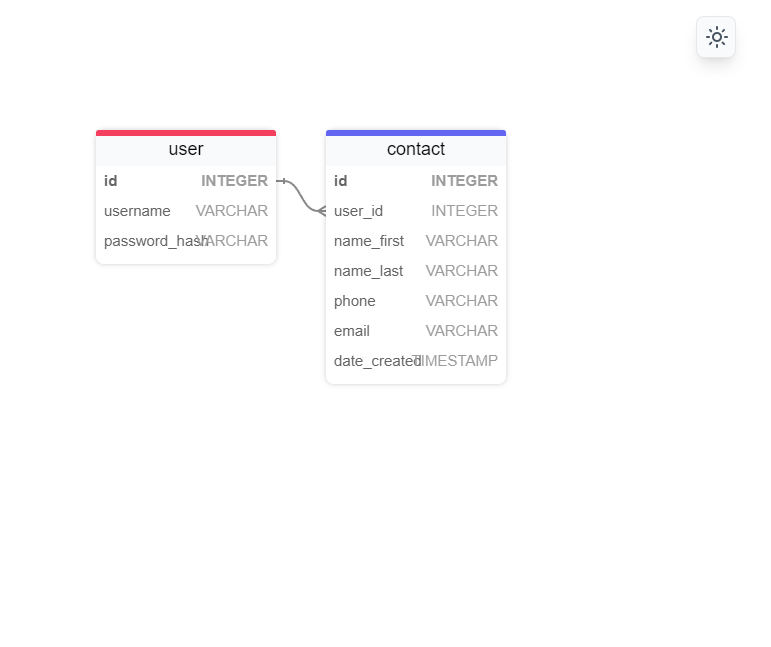 user
id INTEGER
username VARCHAR
password_hash VARCHAR
contact
id INTEGER
user_id INTEGER
name_first VARCHAR
name_last VARCHAR
phone VARCHAR
email VARCHAR
date_created TIMESTAMP